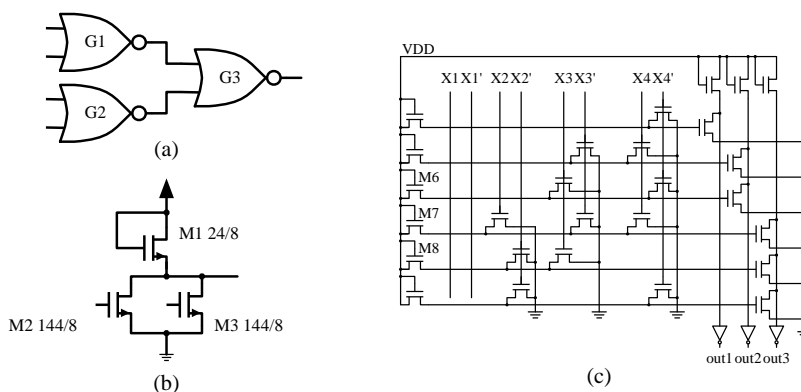 G1
G2
G3
(a)
M1 24/8
M2 144/8
M3 144/8
(b)
VDD
X1 X1' X2 X2' X3 X3' X4 X4'
M6
M7
M8
out1 out2 out3
(c)